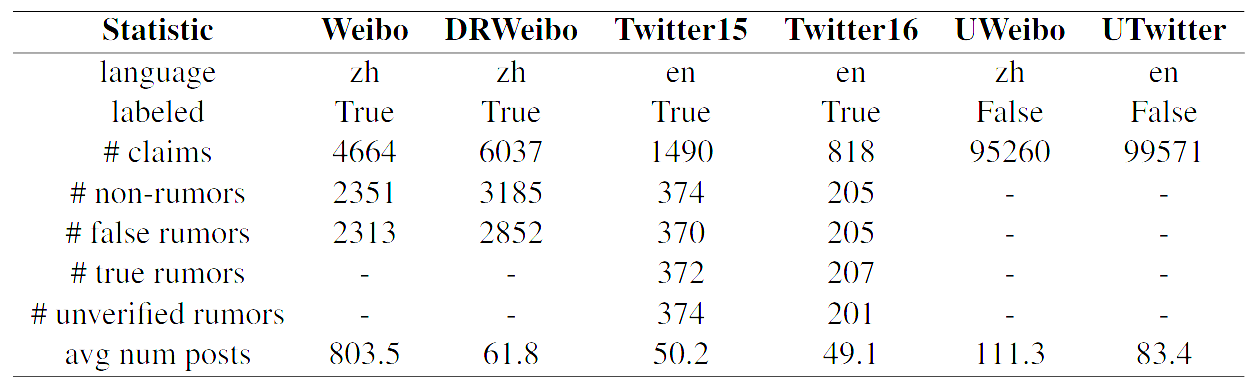 Statistic Weibo DRWeibo Twitter15 Twitter16 UWeibo UTwitter
language zh zh en en zh en
labeled True True True True False False
# claims 4664 6037 1490 818 95260 99571
# non-rumors 2351 3185 374 205 - -
# false rumors 2313 2852 370 205 - -
# true rumors - - 372 207 - -
# unverified rumors - - 374 201 - -
avg num posts 803.5 61.8 50.2 49.1 111.3 83.4